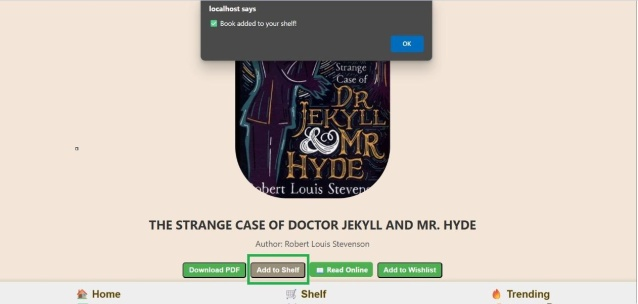 localhost says
✅ Book added to your shelf!
OK
Strange
Case of
DR
JEKYLL
& MR
HYDE
Robert Louis Stevens
THE STRANGE CASE OF DOCTOR JEKYLL AND MR. HYDE
Author: Robert Louis Stevenson
Download PDF Add to Shelf 📖 Read Online Add to Wishlist
🏠 Home 🛒 Shelf 🔥 Trending